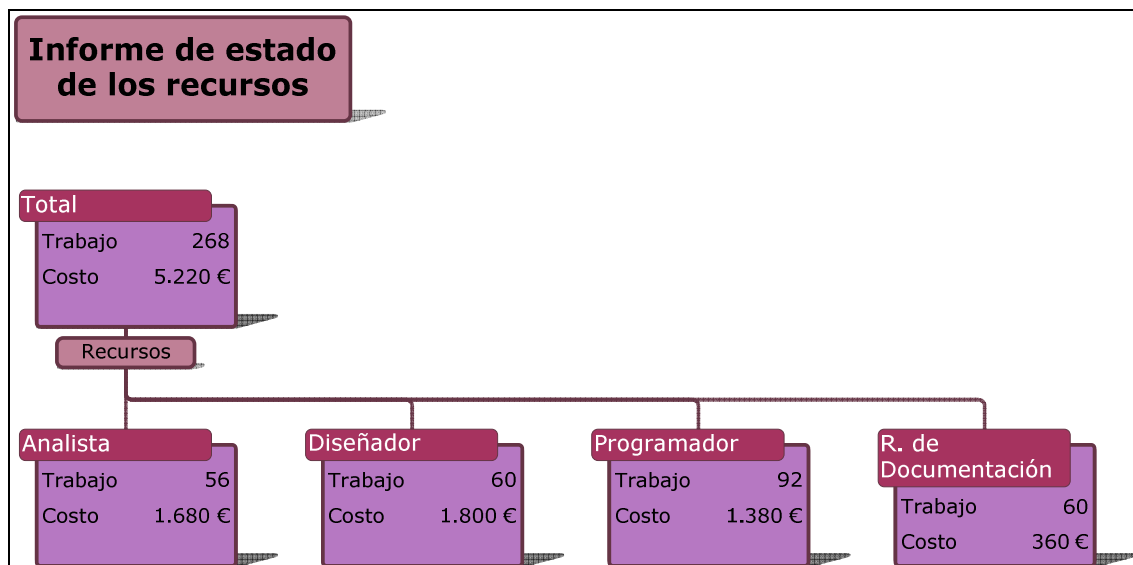 Informe de estado
de los recursos
Total
Trabajo 268
Costo 5.220 €
Recursos
Analista
Trabajo 56
Costo 1.680 €
Diseñador
Trabajo 60
Costo 1.800 €
Programador
Trabajo 92
Costo 1.380 €
R. de
Documentación
Trabajo 60
Costo 360 €